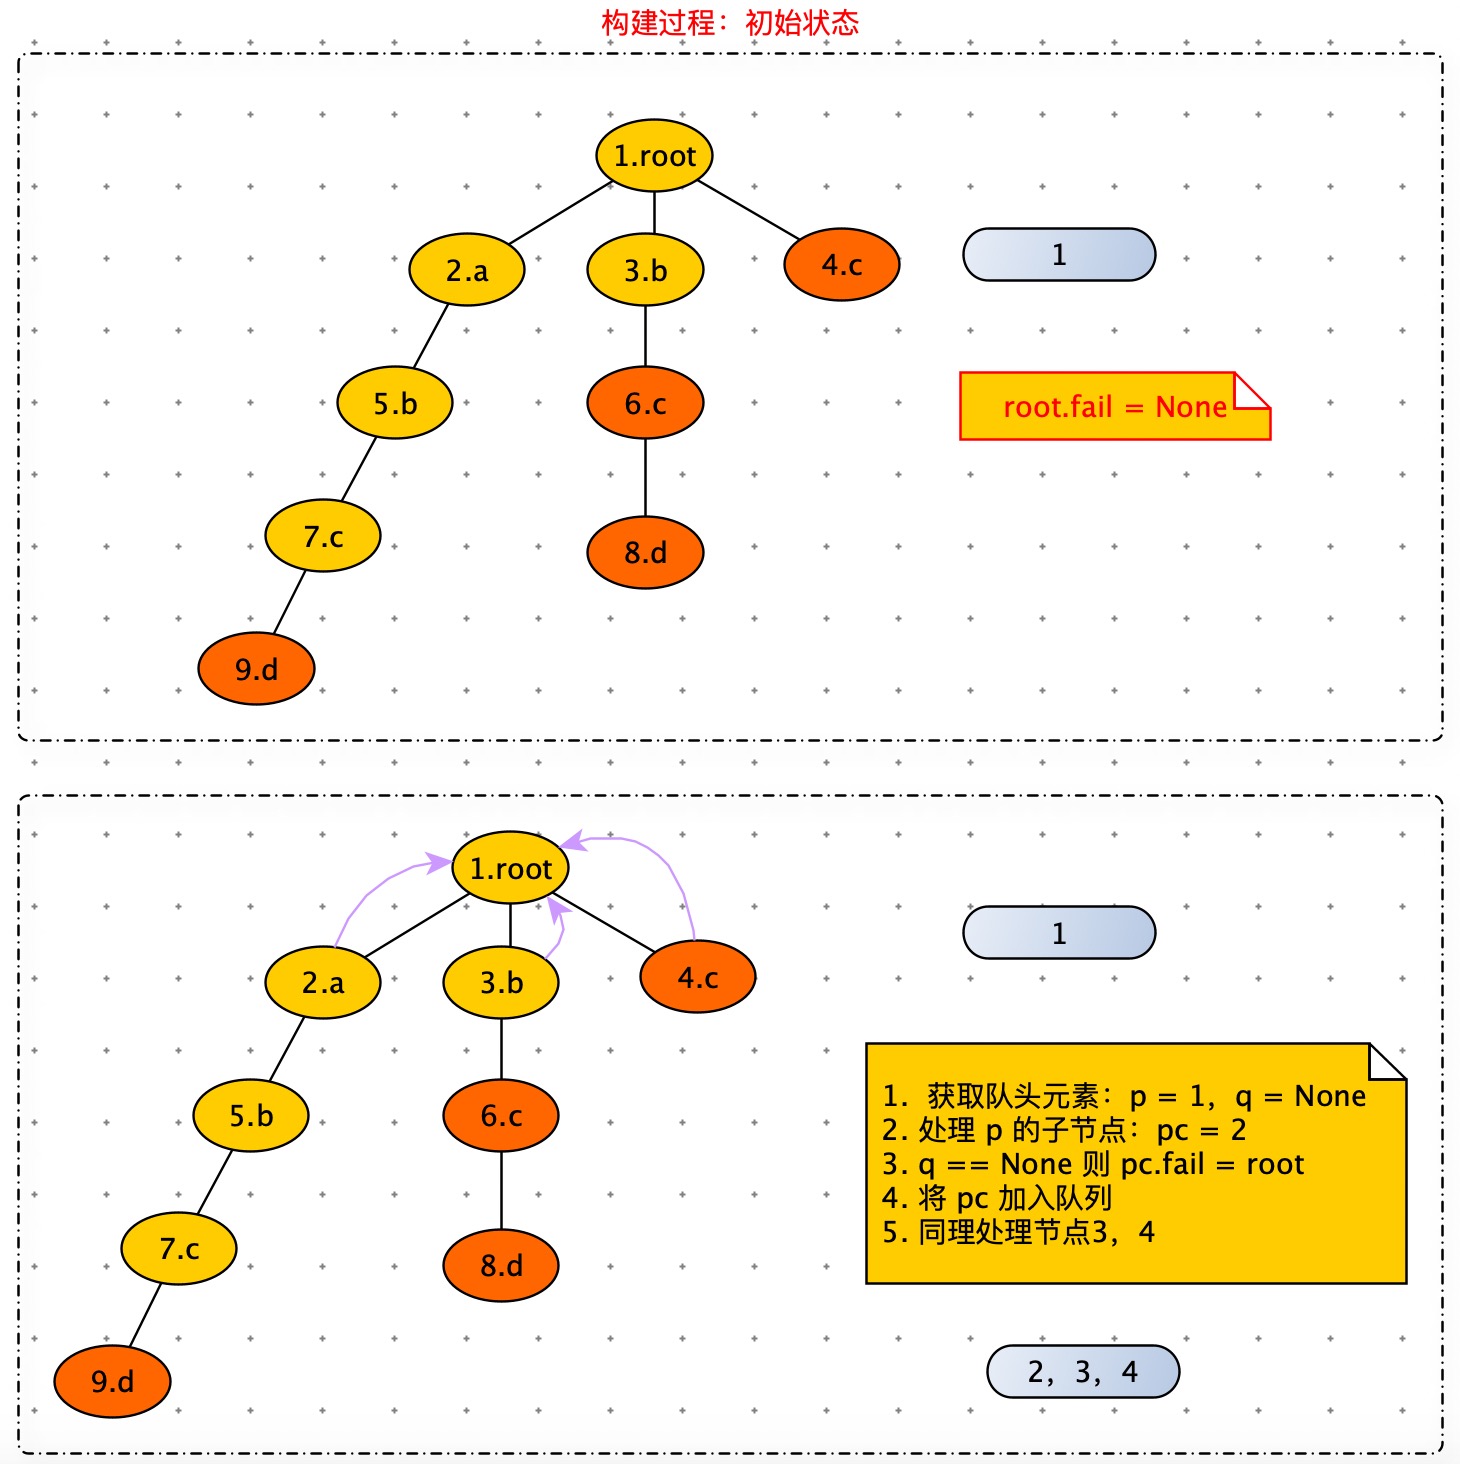 构建过程：初始状态
1.root
2.a
3.b
4.c
1
5.b
6.c
root.fail = None
7.c
8.d
9.d
1.root
2.a
3.b
4.c
1
5.b
6.c
1. 获取队头元素：p = 1，q = None
2. 处理 p 的子节点：pc = 2
3. q == None 则 pc.fail = root
4. 将 pc 加入队列
5. 同理处理节点3，4
7.c
8.d
9.d
2，3，4